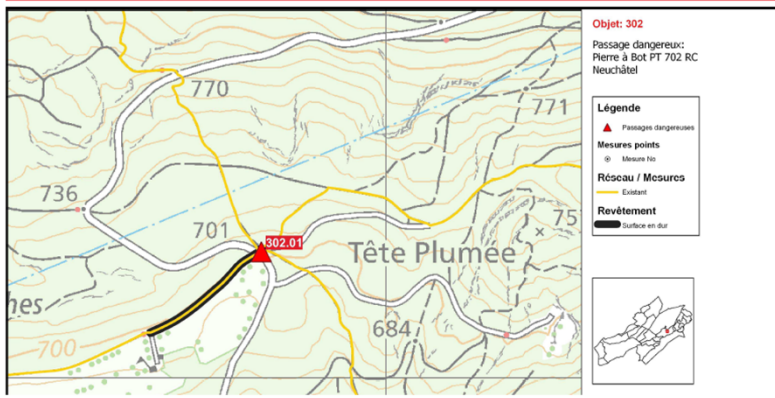 Objet: 302
Passage dangereux:
Pierre à Bot PT 702 RC
Neuchâtel
Légende
Passages dangereuses
Mesures points
Mesure No
Réseau / Mesures
Existant
Revêtement
Surface en dur
770
771
736
701
302.01
75
Tête Plumée
hes
684
700